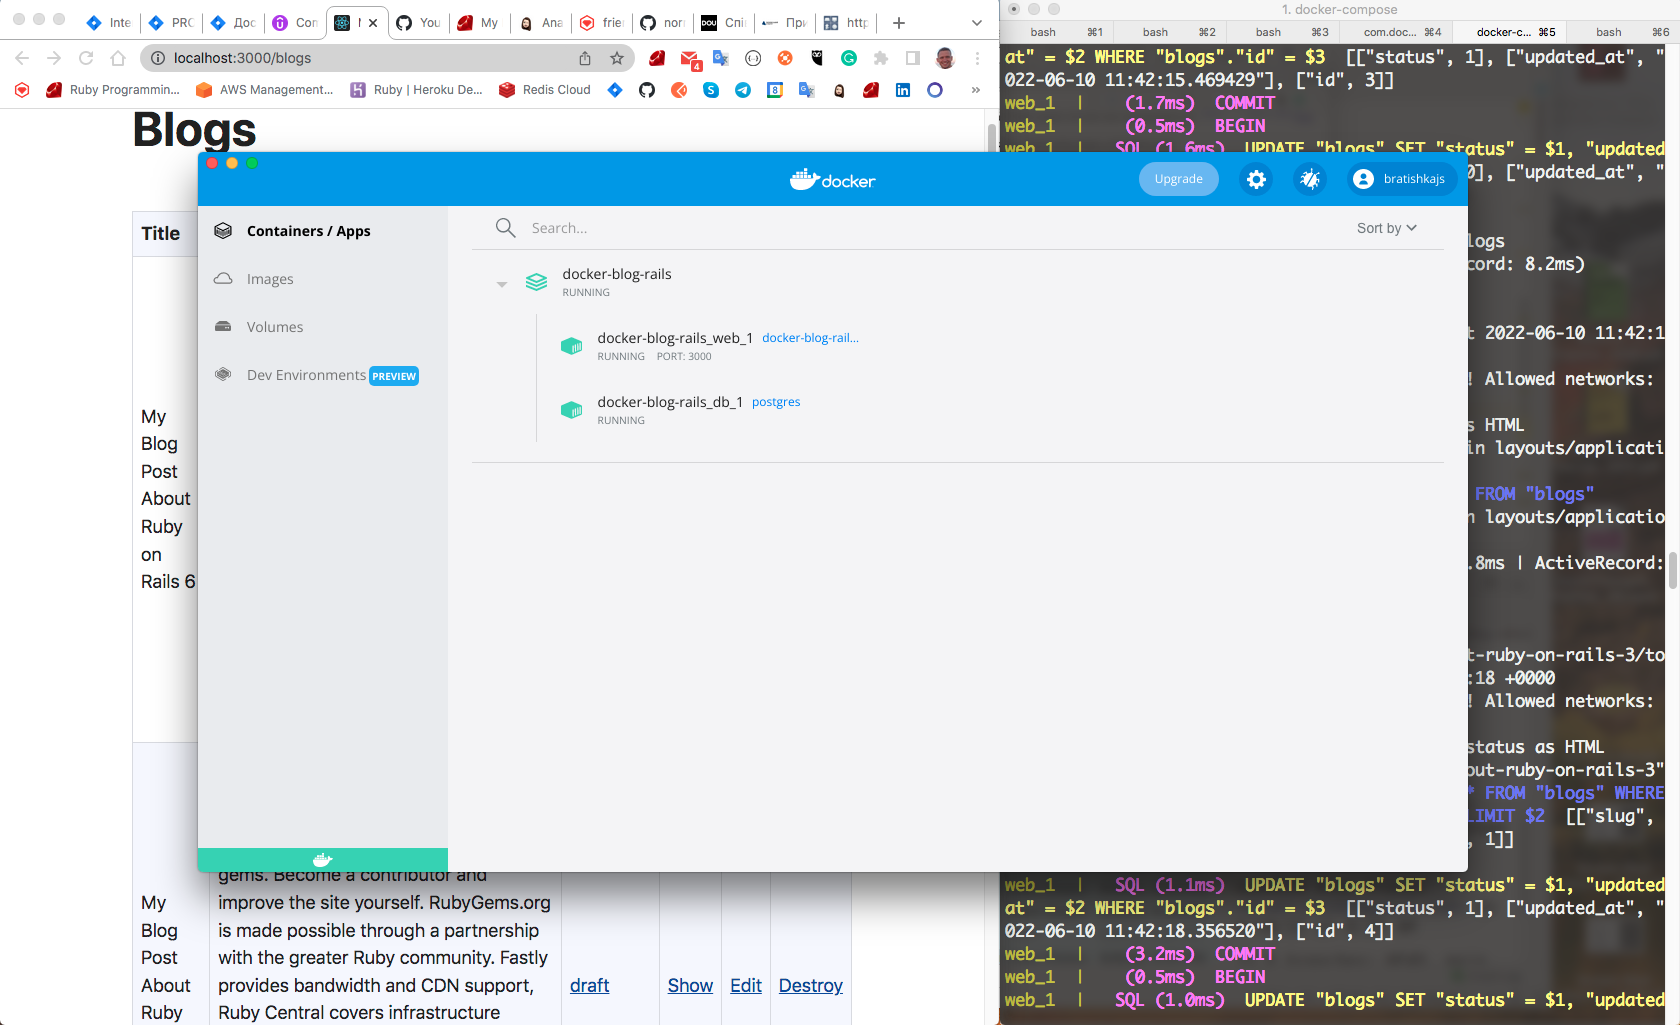 Inte
PRC
Дос
Con
You
My
Ana
frier
nor
DOU
Спі
При
http
localhost:3000/blogs
4
Ruby Programmin...
AWS Management...
Ruby | Heroku De...
Redis Cloud
Blogs
Title
My
Blog
Post
About
Ruby
on
Rails 6
docker
Upgrade
bratishkajs
Containers / Apps
Images
Volumes
Dev Environments PREVIEW
Search...
Sort by
docker-blog-rails
RUNNING
docker-blog-rails_web_1 docker-blog-rail...
RUNNING PORT: 3000
docker-blog-rails_db_1 postgres
RUNNING
gems. Become a contributor and
improve the site yourself. RubyGems.org
is made possible through a partnership
with the greater Ruby community. Fastly
provides bandwidth and CDN support,
Ruby Central covers infrastructure
My
Blog
Post
About
Ruby
draft
Show
Edit
Destroy
1. docker-compose
bash ⌘1
bash ⌘2
bash ⌘3
com.doc... ⌘4
docker-c... ⌘5
bash ⌘6
at" = $2 WHERE "blogs"."id" = $3 [["status", 1], ["updated_at", "
022-06-10 11:42:15.469429"], ["id", 3]]
web_1 | (1.7ms) COMMIT
web_1 | (0.5ms) BEGIN
web_1 | SQL (1.6ms) UPDATE "blogs" SET "status" = $1, "updated
0], ["updated_at", "
logs
cord: 8.2ms)
t 2022-06-10 11:42:1
! Allowed networks:
s HTML
in layouts/applicati
FROM "blogs"
n layouts/applicatio
.8ms | ActiveRecord:
t-ruby-on-rails-3/to
:18 +0000
! Allowed networks:
status as HTML
out-ruby-on-rails-3"
* FROM "blogs" WHERE
LIMIT $2 [["slug",
, 1]]
web_1 | SQL (1.1ms) UPDATE "blogs" SET "status" = $1, "updated
at" = $2 WHERE "blogs"."id" = $3 [["status", 1], ["updated_at", "
022-06-10 11:42:18.356520"], ["id", 4]]
web_1 | (3.2ms) COMMIT
web_1 | (0.5ms) BEGIN
web_1 | SQL (1.0ms) UPDATE "blogs" SET "status" = $1, "updated